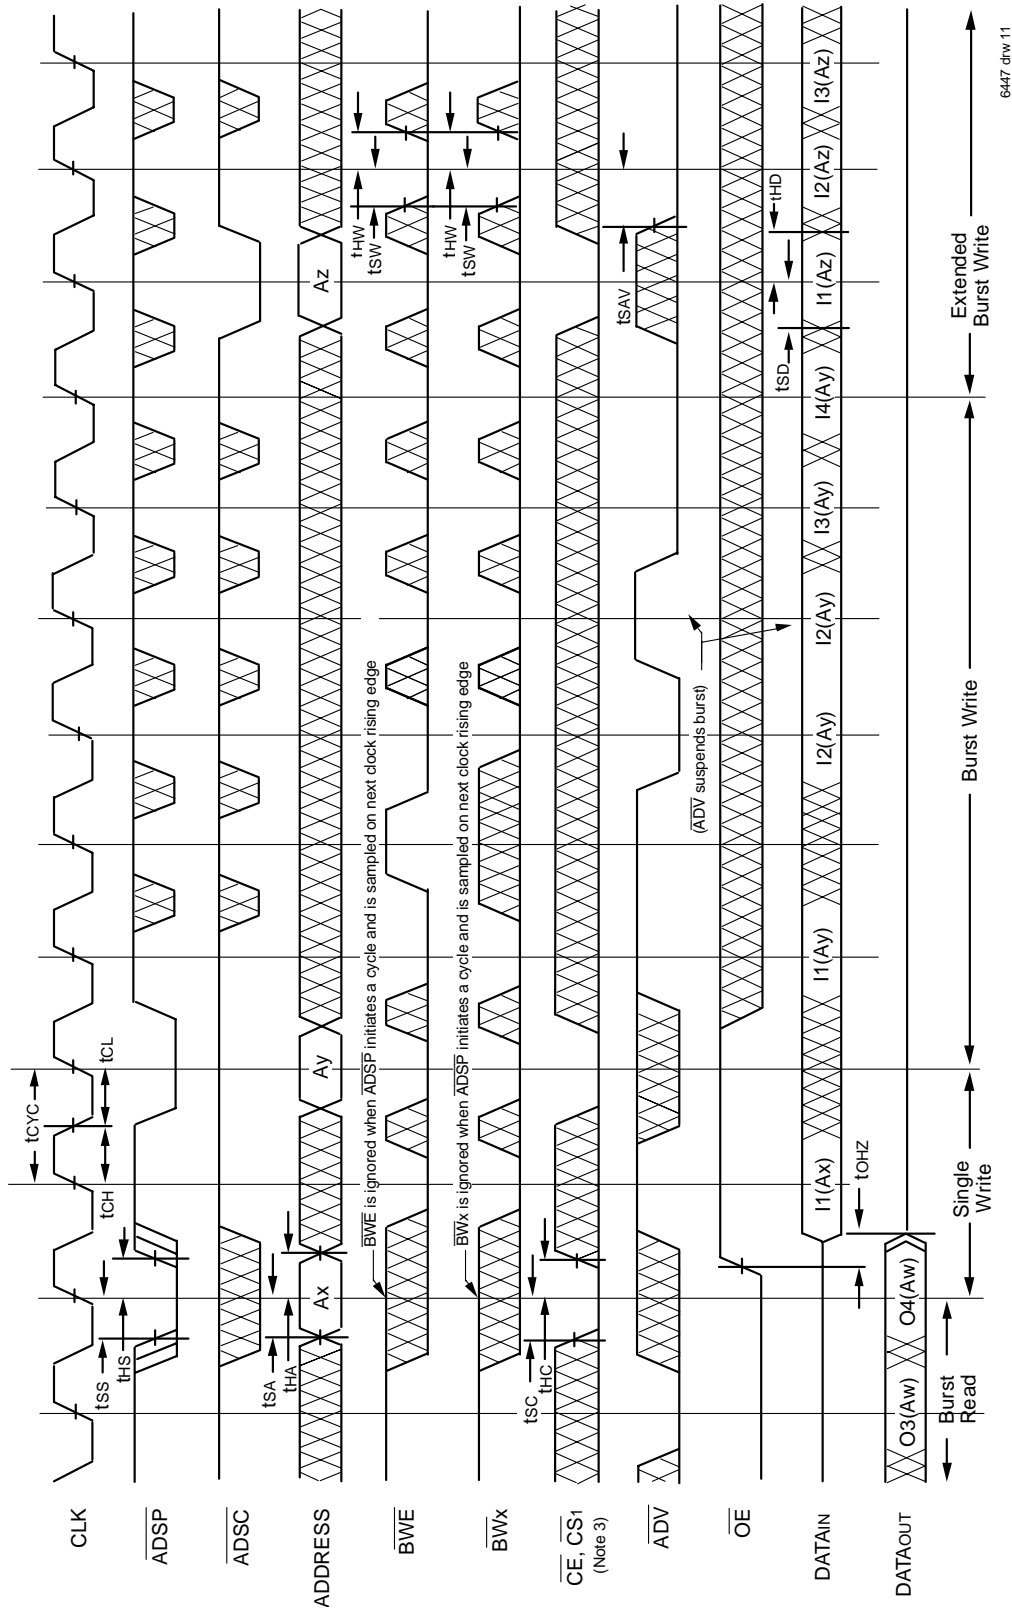 CLK
tCYC
tCH
tCL
ADSP
tSS
tHS
ADSC
ADDRESS
tSA
tHA
Ax
Ay
Az
BWE
BWE is ignored when ADSP initiates a cycle and is sampled on next clock rising edge
tHW
tSW
BWx
BWx is ignored when ADSP initiates a cycle and is sampled on next clock rising edge
tHW
tSW
CE, CS1
(Note 3)
tSC
tHC
ADV
tSAV
(ADV suspends burst)
OE
DATAIN
tSD
tHD
I1(Ax)
I1(Ay)
I2(Ay)
I2(Ay)
I3(Ay)
I4(Ay)
I1(Az)
I2(Az)
I3(Az)
tOHZ
DATAOUT
O3(Aw)
O4(Aw)
Burst
Read
Single
Write
Burst Write
Extended
Burst Write
6447 drw 11